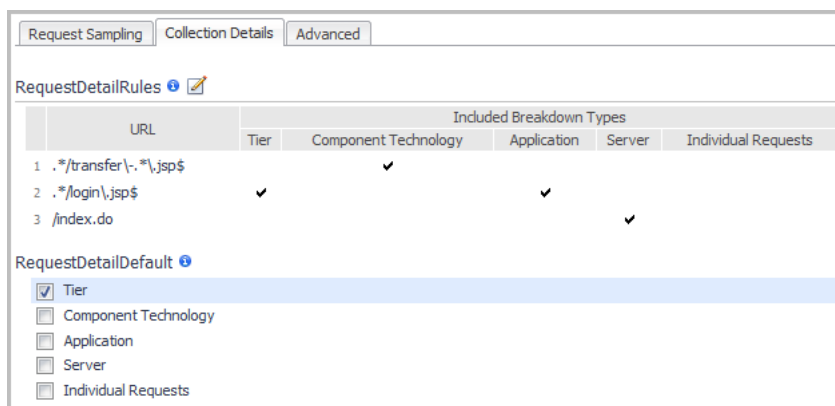 Request Sampling Collection Details Advanced
RequestDetailRules
URL Included Breakdown Types
Tier Component Technology Application Server Individual Requests
1 .*/transfer\-.*\.jsp$
2 .*/login\.jsp$
3 /index.do
RequestDetailDefault
Tier
Component Technology
Application
Server
Individual Requests